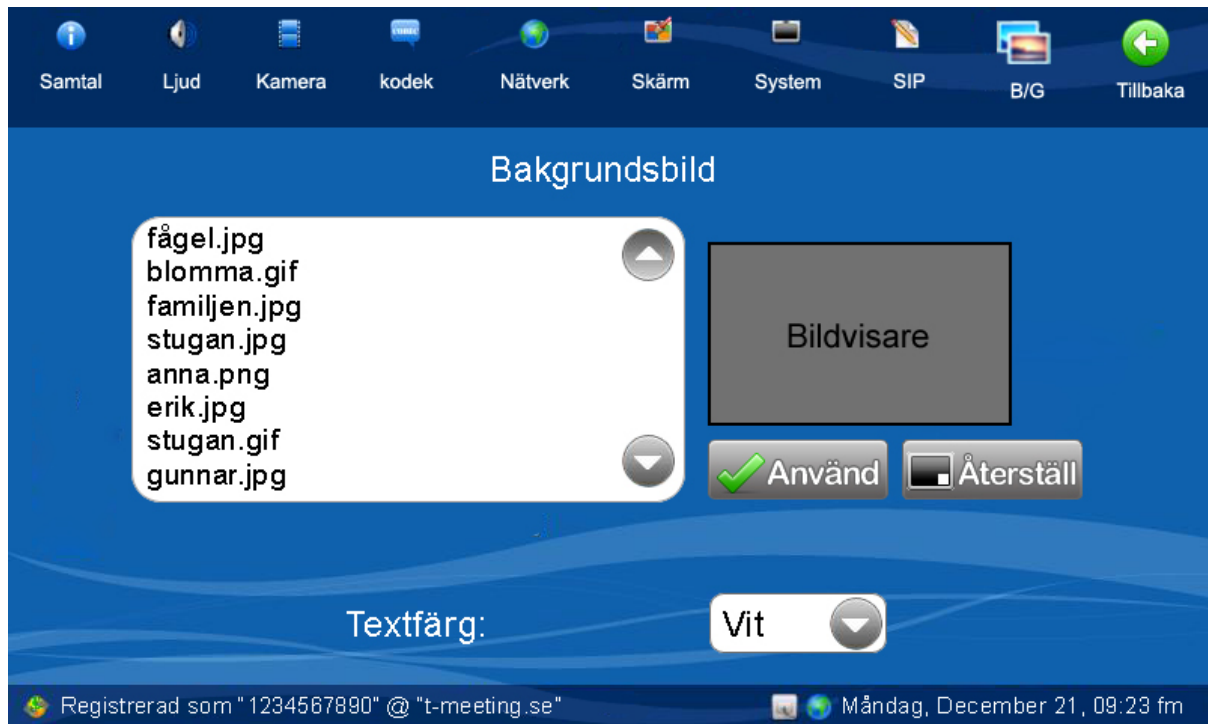 Samtal Ljud Kamera kodek Nätverk Skärm System SIP B/G Tillbaka
Bakgrundsbild
fågel.jpg
blomma.gif
familjen.jpg
stugan.jpg
anna.png
erik.jpg
stugan.gif
gunnar.jpg
Bildvisare
Använd Återställ
Textfärg: Vit
Registrerad som "1234567890" @ "t-meeting.se" Måndag, December 21, 09:23 fm